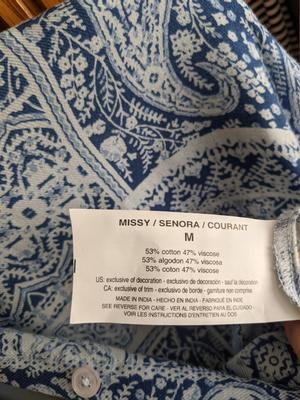 MISSY / SENORA / COURANT
M
53% cotton 47% viscose
53% algodon 47% viscosa
53% coton 47% viscose
US: exclusive of decoration - exclusivo de decoración - sauf la décoration
CA: exclusive of trim - exclusivo de borde - garniture non comprise
MADE IN INDIA - HECHO EN INDIA - FABRIQUÉ EN INDE
SEE REVERSE FOR CARE - VER AL REVERSO PARA EL CUIDADO -
VOIR LES INSTRUCTIONS D'ENTRETIEN AU DOS